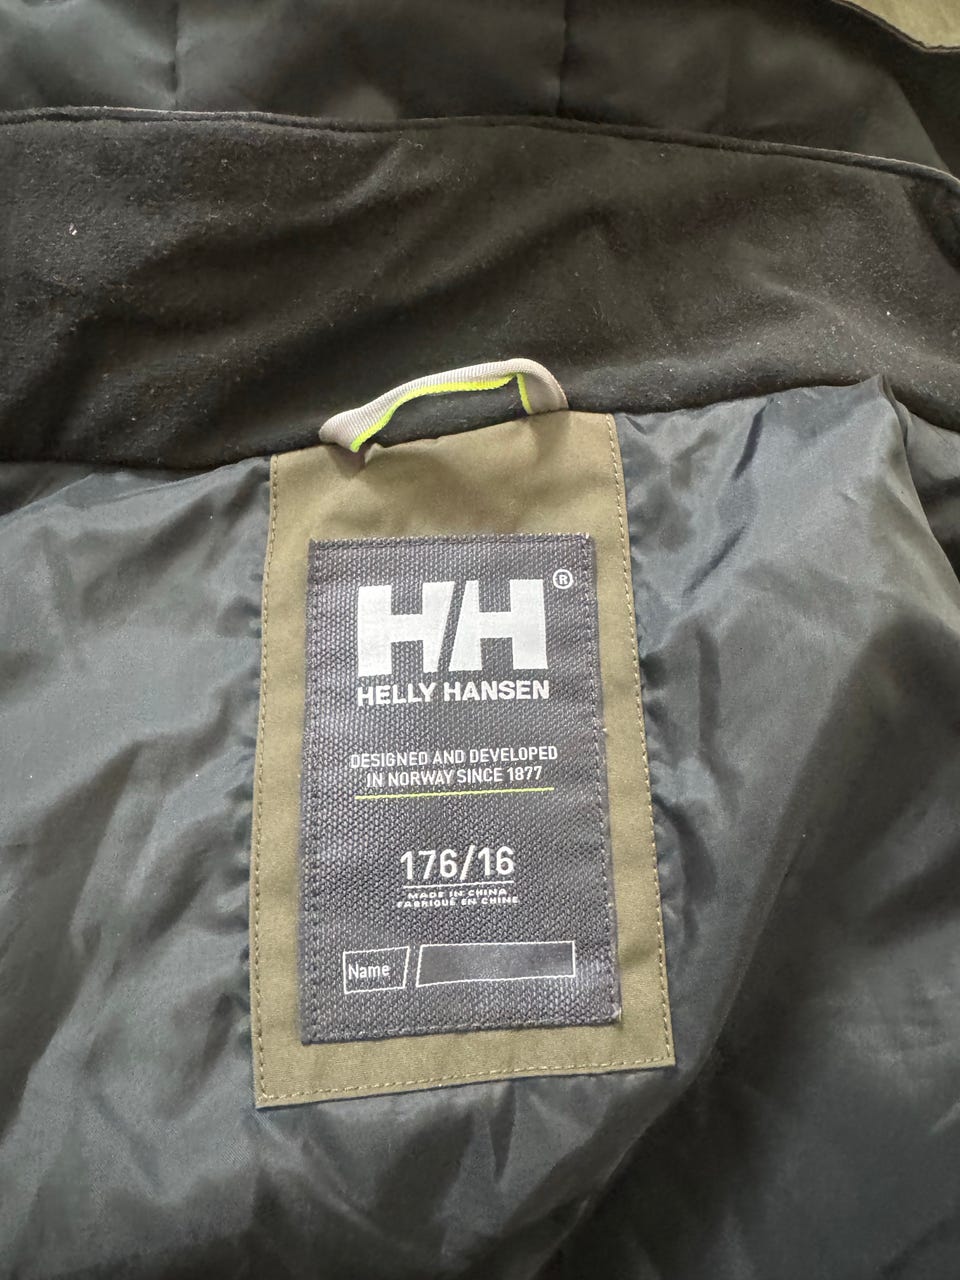 HH®
HELLY HANSEN
DESIGNED AND DEVELOPED
IN NORWAY SINCE 1877
176/16
MADE IN CHINA
FABRIQUÉ EN CHINE
Name